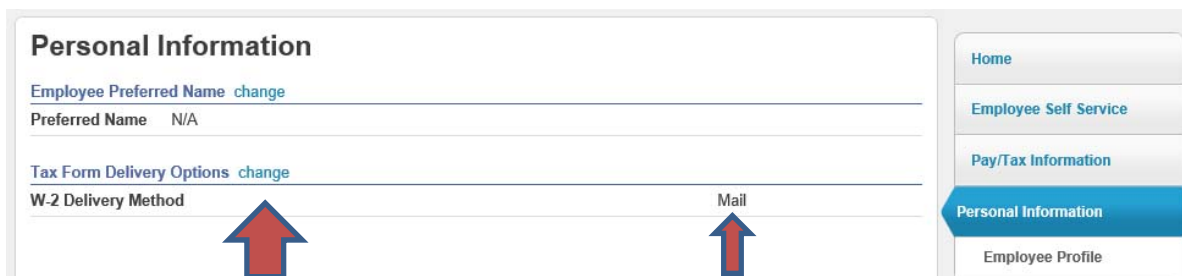 Personal Information
Employee Preferred Name change
Preferred Name N/A
Tax Form Delivery Options change
W-2 Delivery Method Mail
Home
Employee Self Service
Pay/Tax Information
Personal Information
Employee Profile